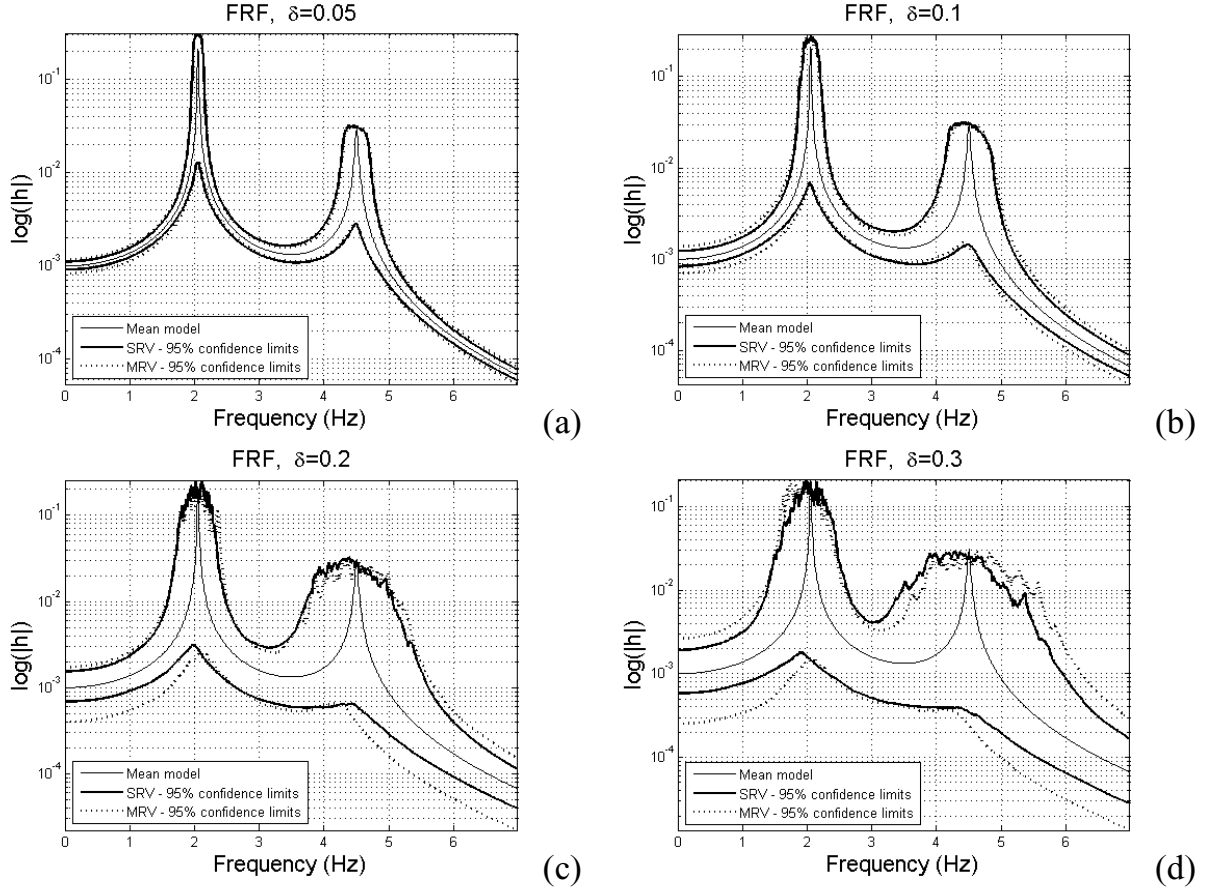 FRF, δ=0.05
log(|h|)
10⁻¹
10⁻²
10⁻³
10⁻⁴
Mean model
SRV - 95% confidence limits
MRV - 95% confidence limits
0 1 2 3 4 5 6
Frequency (Hz)
(a)
FRF, δ=0.1
log(|h|)
10⁻¹
10⁻²
10⁻³
10⁻⁴
Mean model
SRV - 95% confidence limits
MRV - 95% confidence limits
0 1 2 3 4 5 6
Frequency (Hz)
(b)
FRF, δ=0.2
log(|h|)
10⁻¹
10⁻²
10⁻³
10⁻⁴
Mean model
SRV - 95% confidence limits
MRV - 95% confidence limits
0 1 2 3 4 5 6
Frequency (Hz)
(c)
FRF, δ=0.3
log(|h|)
10⁻¹
10⁻²
10⁻³
10⁻⁴
Mean model
SRV - 95% confidence limits
MRV - 95% confidence limits
0 1 2 3 4 5 6
Frequency (Hz)
(d)